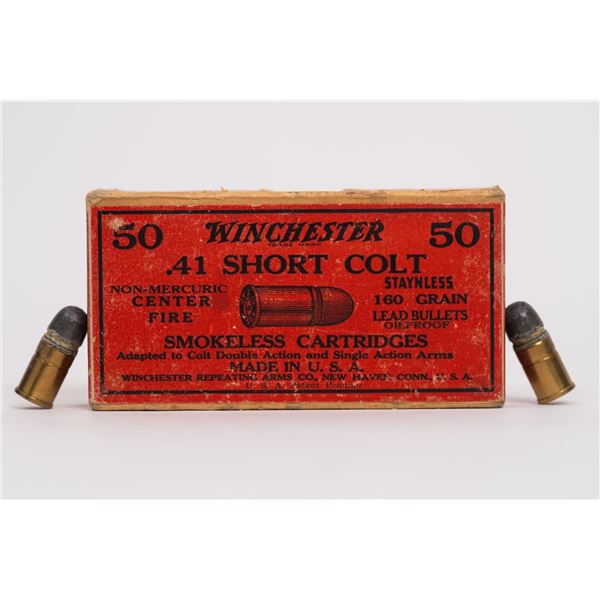 50 WINCHESTER 50
TRADE MARK
.41 SHORT COLT
STAYNLESS
NON-MERCURIC
CENTER
FIRE
160 GRAIN
LEAD BULLETS
OILPROOF
SMOKELESS CARTRIDGES
Adapted to Colt Double Action and Single Action Arms
MADE IN U. S. A.
WINCHESTER REPEATING ARMS CO., NEW HAVEN, CONN., U. S. A.
U. S. A. Patent Pending